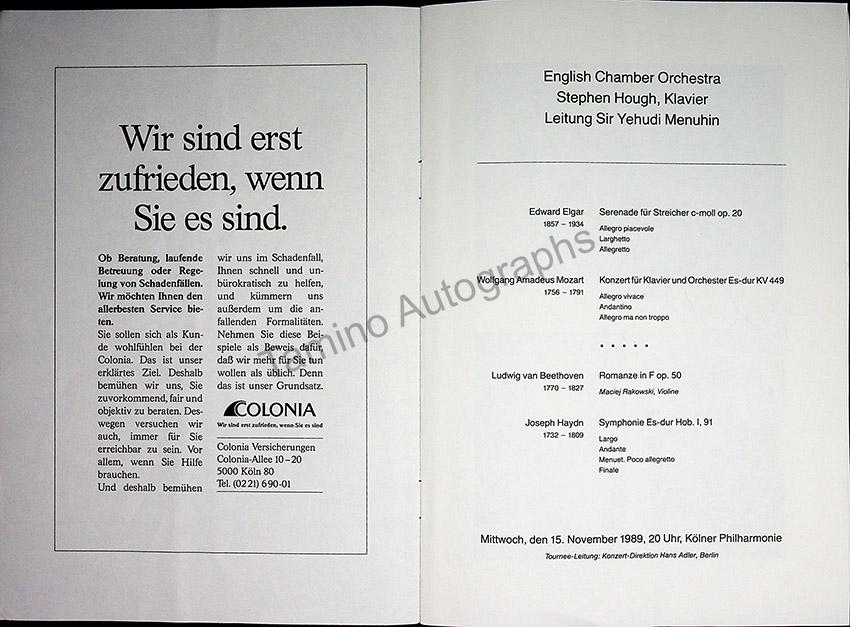 Wir sind erst
zufrieden, wenn
Sie es sind.
Ob Beratung, laufende
Betreuung oder Rege-
lung von Schadenfällen.
Wir möchten Ihnen den
allerbesten Service bie-
ten.
Sie sollen sich als Kun-
de wohlfühlen bei der
Colonia. Das ist unser
erklärtes Ziel. Deshalb
bemühen wir uns, Sie
zuvorkommend, fair und
objektiv zu beraten. Des-
wegen versuchen wir
auch, immer für Sie
erreichbar zu sein. Vor
allem, wenn Sie Hilfe
brauchen.
Und deshalb bemühen
wir uns im Schadenfall,
Ihnen schnell und un-
bürokratisch zu helfen,
und kümmern uns
außerdem um die an-
fallenden Formalitäten.
Nehmen Sie diese Bei-
spiele als Beweis dafür,
daß wir mehr für Sie tun
wollen als üblich. Denn
das ist unser Grundsatz.
COLONIA
Wir sind erst zufrieden, wenn Sie es sind
Colonia Versicherungen
Colonia-Allee 10–20
5000 Köln 80
Tel. (02 21) 6 90-01
English Chamber Orchestra
Stephen Hough, Klavier
Leitung Sir Yehudi Menuhin
Edward Elgar Serenade für Streicher c-moll op. 20
1857 – 1934 Allegro piacevole
Larghetto
Allegretto
Wolfgang Amadeus Mozart Konzert für Klavier und Orchester Es-dur KV 449
1756 – 1791 Allegro vivace
Andantino
Allegro ma non troppo
• • • • •
Ludwig van Beethoven Romanze in F op. 50
1770 – 1827 Maciej Rakowski, Violine
Joseph Haydn Symphonie Es-dur Hob. I, 91
1732 – 1809 Largo
Andante
Menuet. Poco allegretto
Finale
Mittwoch, den 15. November 1989, 20 Uhr, Kölner Philharmonie
Tournee-Leitung: Konzert-Direktion Hans Adler, Berlin
Tamino Autographs